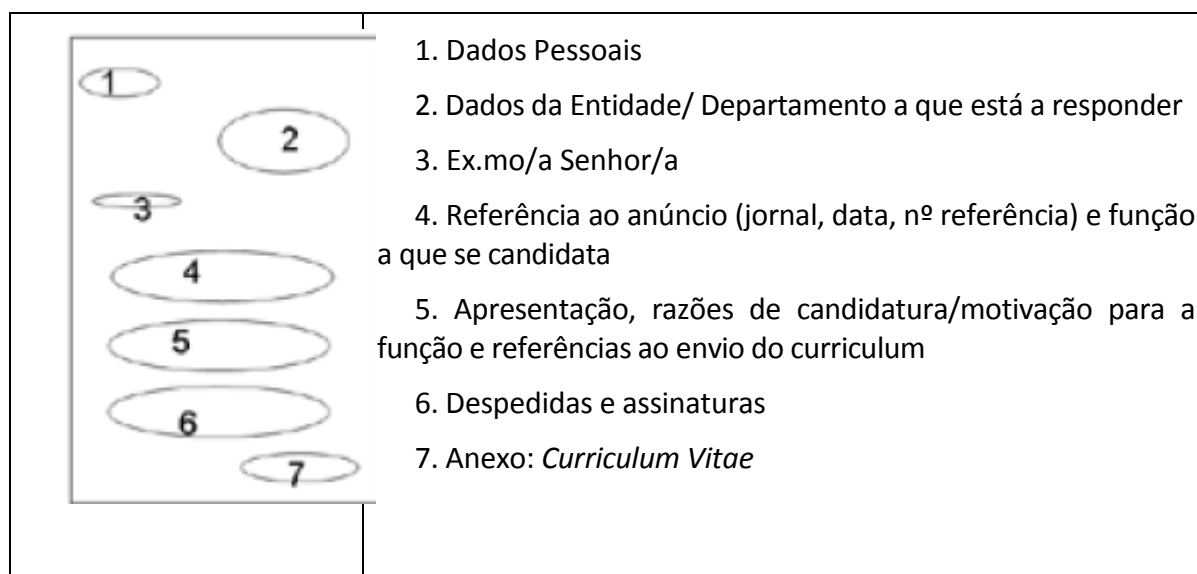 1
2
3
4
5
6
7
1. Dados Pessoais
2. Dados da Entidade/ Departamento a que está a responder
3. Ex.mo/a Senhor/a
4. Referência ao anúncio (jornal, data, nº referência) e função
a que se candidata
5. Apresentação, razões de candidatura/motivação para a
função e referências ao envio do curriculum
6. Despedidas e assinaturas
7. Anexo: Curriculum Vitae